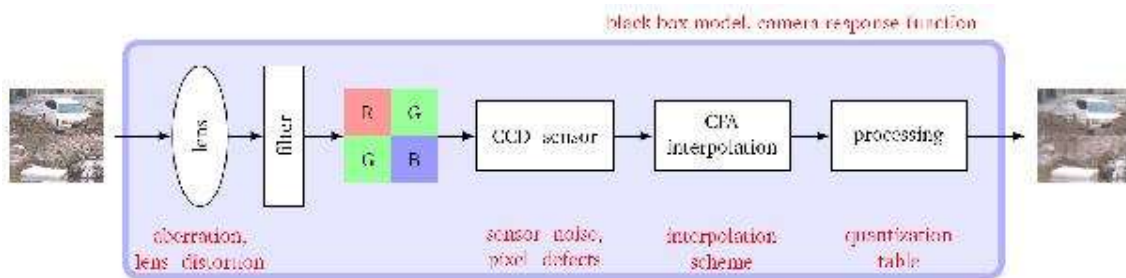 black box model, camera response function
lens
filter
R
G
G
B
CCD sensor
CFA
interpolation
processing
aberration,
lens distortion
sensor noise,
pixel defects
interpolation
scheme
quantization
table